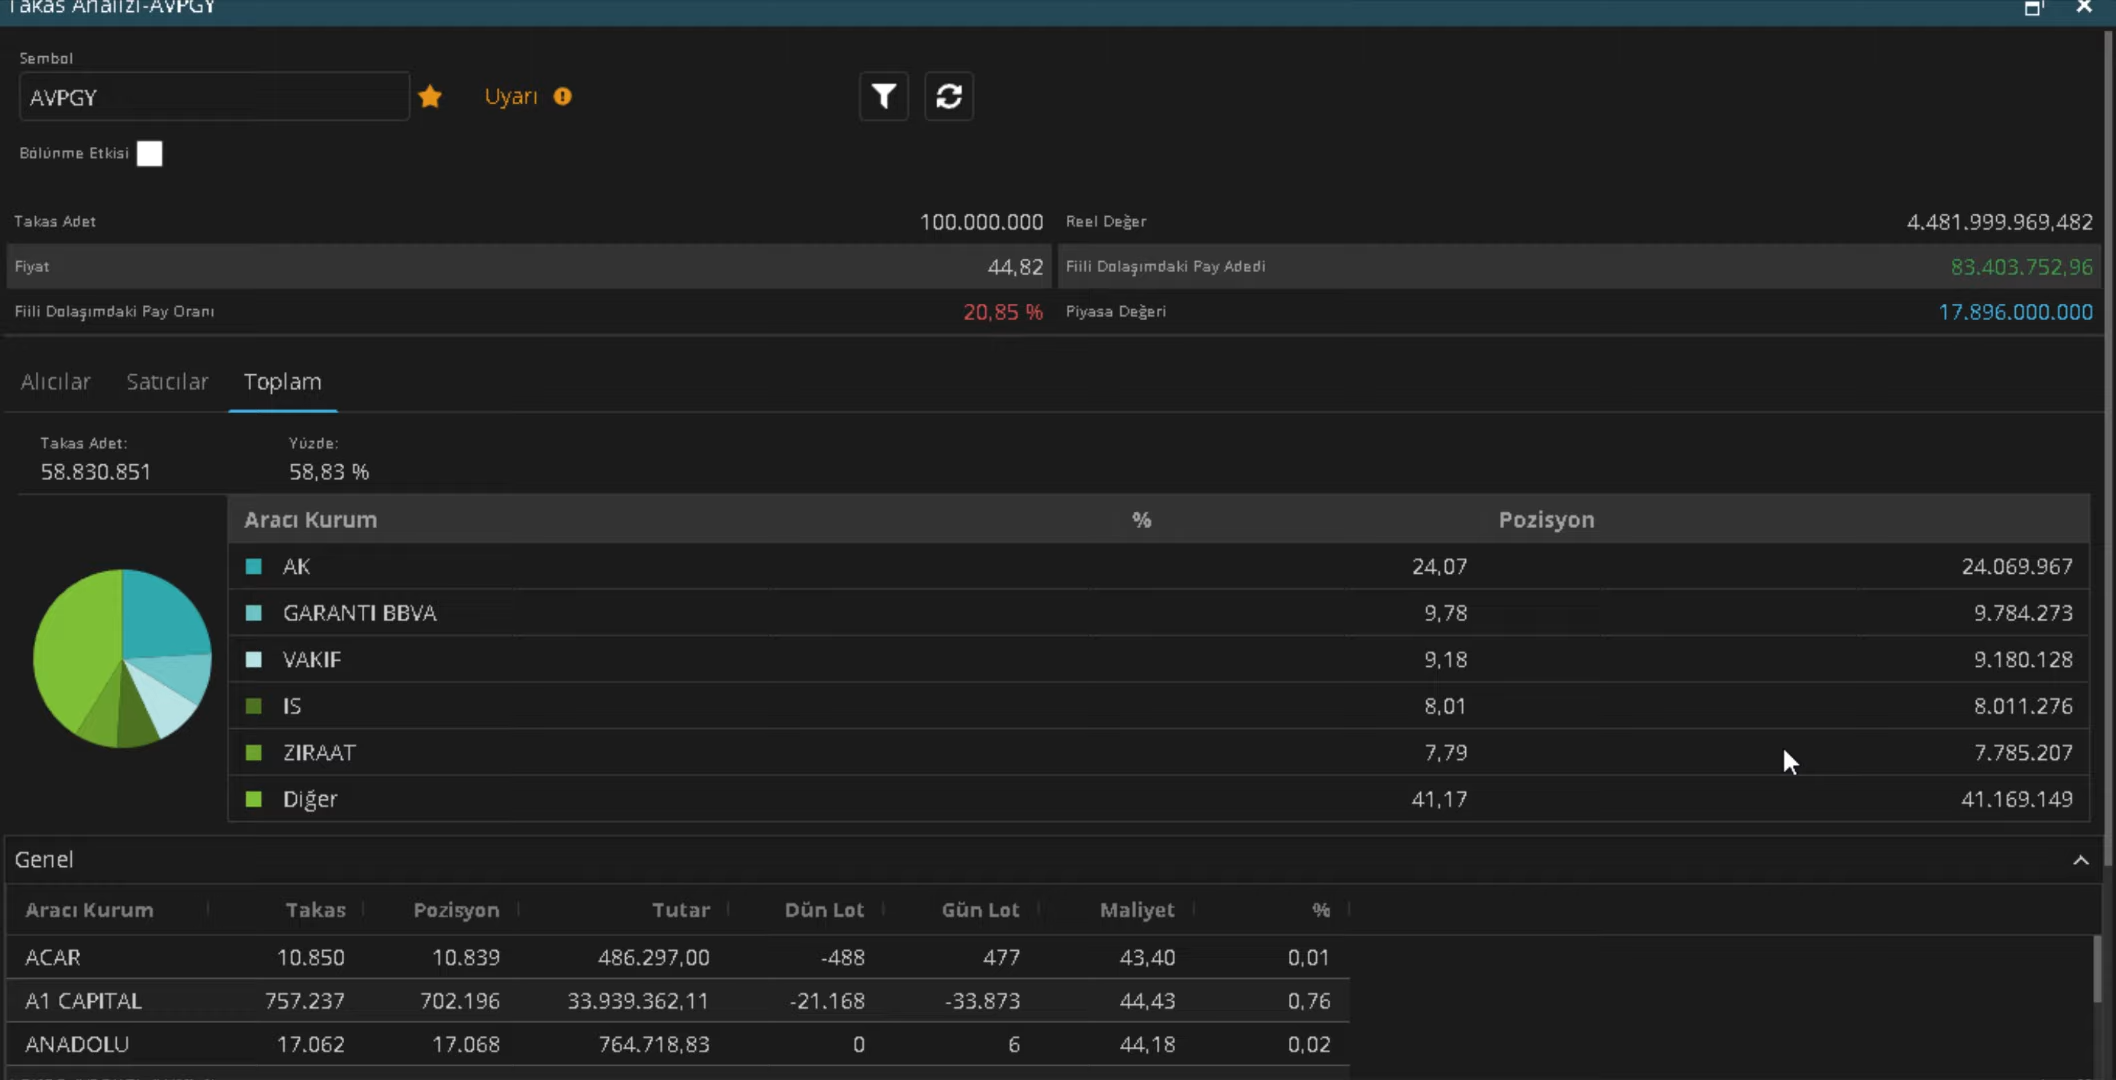 Takas Analizi-AVPGY
Sembol
AVPGY
Uyarı
Bölünme Etkisi
Takas Adet 100.000.000 Reel Değer 4.481.999.969,482
Fiyat 44,82 Fiili Dolaşımdaki Pay Adedi 83.403.752,96
Fiili Dolaşımdaki Pay Oranı 20,85 % Piyasa Değeri 17.896.000.000
Alıcılar Satıcılar Toplam
Takas Adet: Yüzde:
58.830.851 58,83 %
Aracı Kurum % Pozisyon
AK 24,07 24.069.967
GARANTI BBVA 9,78 9.784.273
VAKIF 9,18 9.180.128
IS 8,01 8.011.276
ZIRAAT 7,79 7.785.207
Diğer 41,17 41.169.149
Genel
Aracı Kurum Takas Pozisyon Tutar Dün Lot Gün Lot Maliyet %
ACAR 10.850 10.839 486.297,00 -488 477 43,40 0,01
A1 CAPITAL 757.237 702.196 33.939.362,11 -21.168 -33.873 44,43 0,76
ANADOLU 17.062 17.068 764.718,83 0 6 44,18 0,02